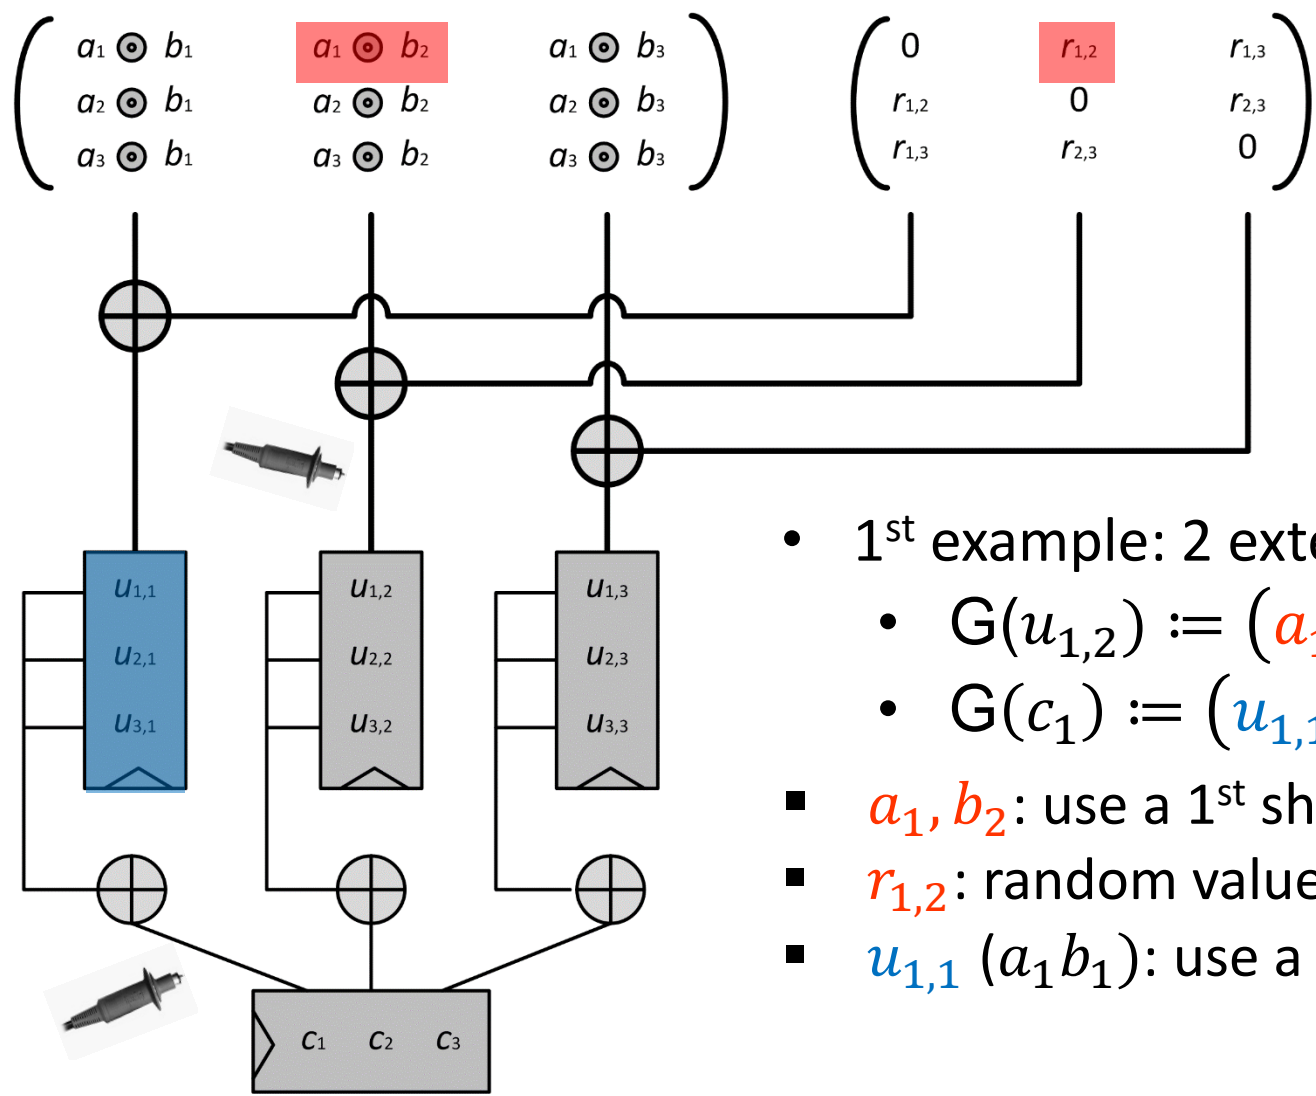 a1 ⊙ b1 a1 ⊙ b2 a1 ⊙ b3 0 r1,2 r1,3
a2 ⊙ b1 a2 ⊙ b2 a2 ⊙ b3 r1,2 0 r2,3
a3 ⊙ b1 a3 ⊙ b2 a3 ⊙ b3 r1,3 r2,3 0
u1,1 u1,2 u1,3
u2,1 u2,2 u2,3
u3,1 u3,2 u3,3
c1 c2 c3
• 1st example: 2 exte
• G(u1,2) ≔ (a1
• G(c1) ≔ (u1,1
▪ a1, b2: use a 1st sh
▪ r1,2: random value
▪ u1,1 (a1b1): use a